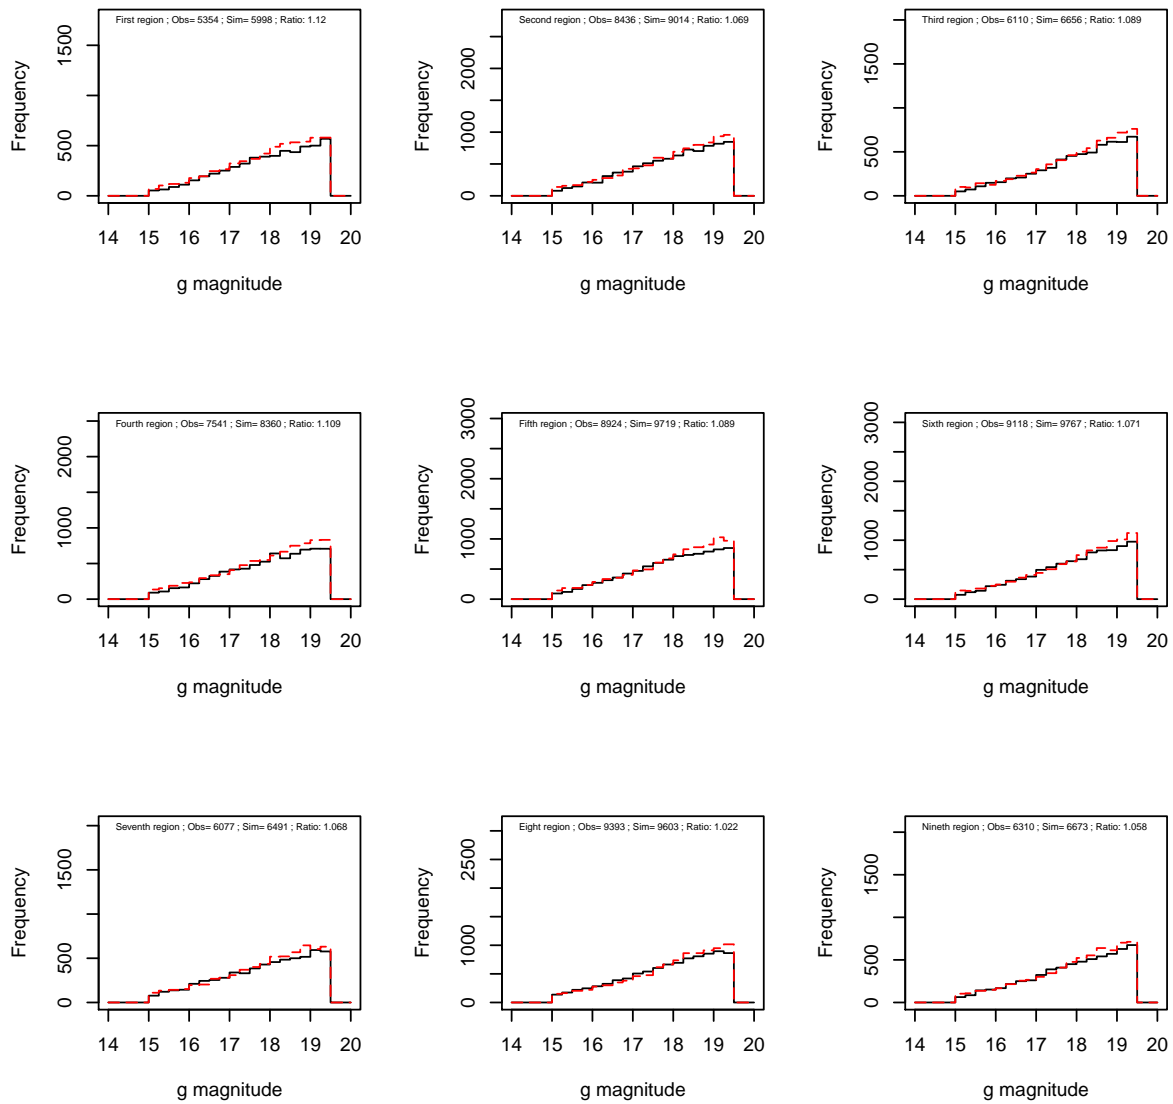 First region ; Obs= 5354 ; Sim= 5998 ; Ratio: 1.12
Frequency
0 500 1500
14 15 16 17 18 19 20
g magnitude
Second region ; Obs= 8436 ; Sim= 9014 ; Ratio: 1.069
Frequency
0 1000 2000
14 15 16 17 18 19 20
g magnitude
Third region ; Obs= 6110 ; Sim= 6656 ; Ratio: 1.089
Frequency
0 500 1500
14 15 16 17 18 19 20
g magnitude
Fourth region ; Obs= 7541 ; Sim= 8360 ; Ratio: 1.109
Frequency
0 1000 2000
14 15 16 17 18 19 20
g magnitude
Fifth region ; Obs= 8924 ; Sim= 9719 ; Ratio: 1.089
Frequency
0 1000 2000 3000
14 15 16 17 18 19 20
g magnitude
Sixth region ; Obs= 9118 ; Sim= 9767 ; Ratio: 1.071
Frequency
0 1000 2000 3000
14 15 16 17 18 19 20
g magnitude
Seventh region ; Obs= 6077 ; Sim= 6491 ; Ratio: 1.068
Frequency
0 500 1500
14 15 16 17 18 19 20
g magnitude
Eight region ; Obs= 9393 ; Sim= 9603 ; Ratio: 1.022
Frequency
0 1000 2500
14 15 16 17 18 19 20
g magnitude
Nineth region ; Obs= 6310 ; Sim= 6673 ; Ratio: 1.058
Frequency
0 500 1500
14 15 16 17 18 19 20
g magnitude